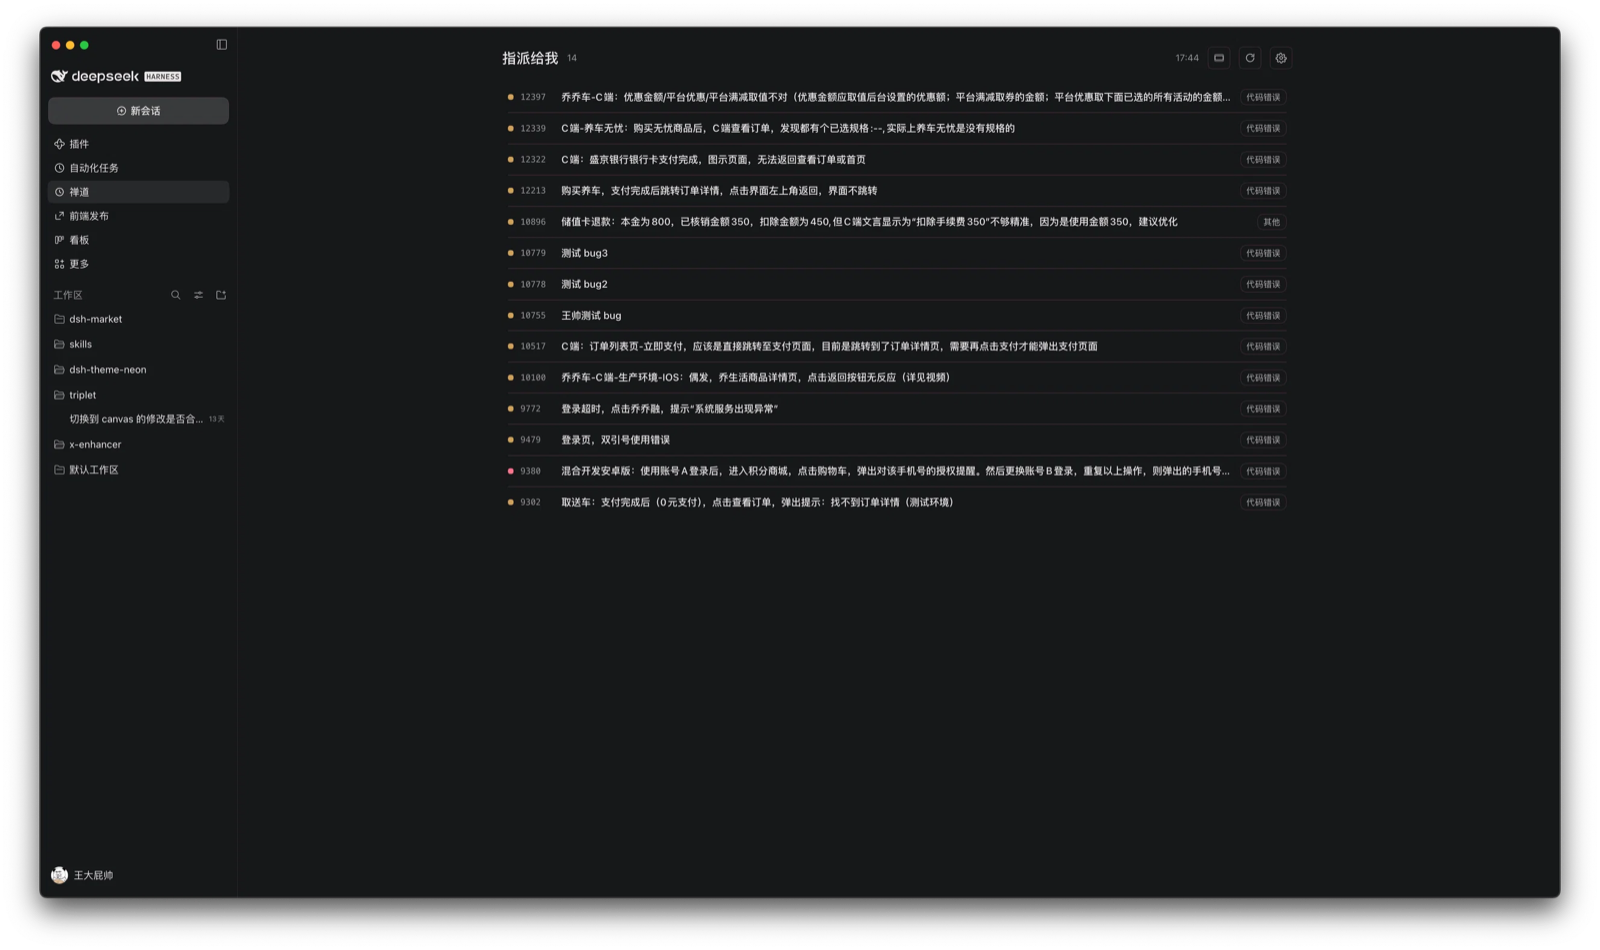 deepseek HARNESS
新会话
插件
自动化任务
禅道
前端发布
看板
更多
工作区
dsh-market
skills
dsh-theme-neon
triplet
切换到 canvas 的修改是否合... 13天
x-enhancer
默认工作区
王大屁帅
指派给我 14
17:44
12397 乔乔车-C端：优惠金额/平台优惠/平台满减取值不对（优惠金额应取值后台设置的优惠额；平台满减取券的金额；平台优惠取下面已选的所有活动的金额... 代码错误
12339 C端-养车无忧：购买无忧商品后，C端查看订单，发现都有个已选规格:--,实际上养车无忧是没有规格的 代码错误
12322 C端：盛京银行银行卡支付完成，图示页面，无法返回查看订单或首页 代码错误
12213 购买养车，支付完成后跳转订单详情，点击界面左上角返回，界面不跳转 代码错误
10896 储值卡退款：本金为800，已核销金额350，扣除金额为450,但C端文言显示为“扣除手续费350”不够精准，因为是使用金额350，建议优化 其他
10779 测试 bug3 代码错误
10778 测试 bug2 代码错误
10755 王帅测试 bug 代码错误
10517 C端：订单列表页-立即支付，应该是直接跳转至支付页面，目前是跳转到了订单详情页，需要再点击支付才能弹出支付页面 代码错误
10100 乔乔车-C端-生产环境-IOS：偶发，乔生活商品详情页，点击返回按钮无反应（详见视频） 代码错误
9772 登录超时，点击乔乔融，提示“系统服务出现异常” 代码错误
9479 登录页，双引号使用错误 代码错误
9380 混合开发安卓版：使用账号A登录后，进入积分商城，点击购物车，弹出对该手机号的授权提醒。然后更换账号B登录，重复以上操作，则弹出的手机号... 代码错误
9302 取送车：支付完成后（0元支付），点击查看订单，弹出提示：找不到订单详情（测试环境） 代码错误